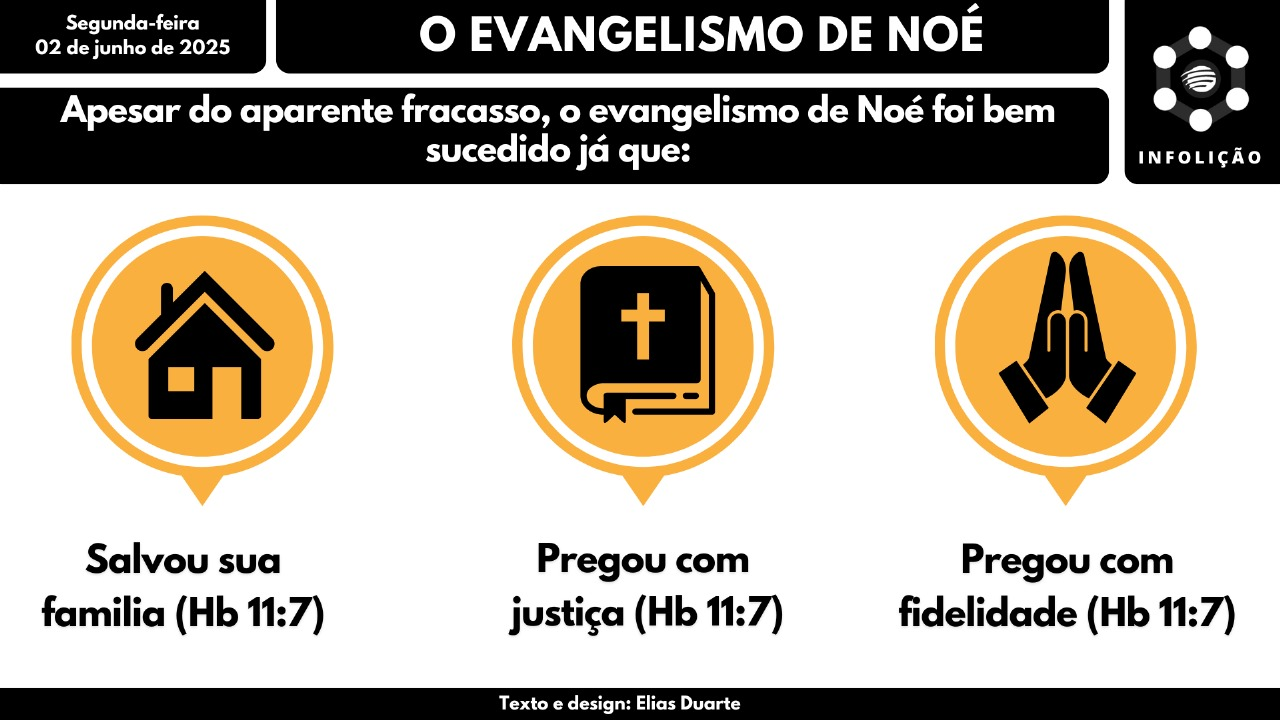 Segunda-feira
02 de junho de 2025
O EVANGELISMO DE NOÉ
INFOLIÇÃO
Apesar do aparente fracasso, o evangelismo de Noé foi bem
sucedido já que:
Salvou sua
familia (Hb 11:7)
Pregou com
justiça (Hb 11:7)
Pregou com
fidelidade (Hb 11:7)
Texto e design: Elias Duarte